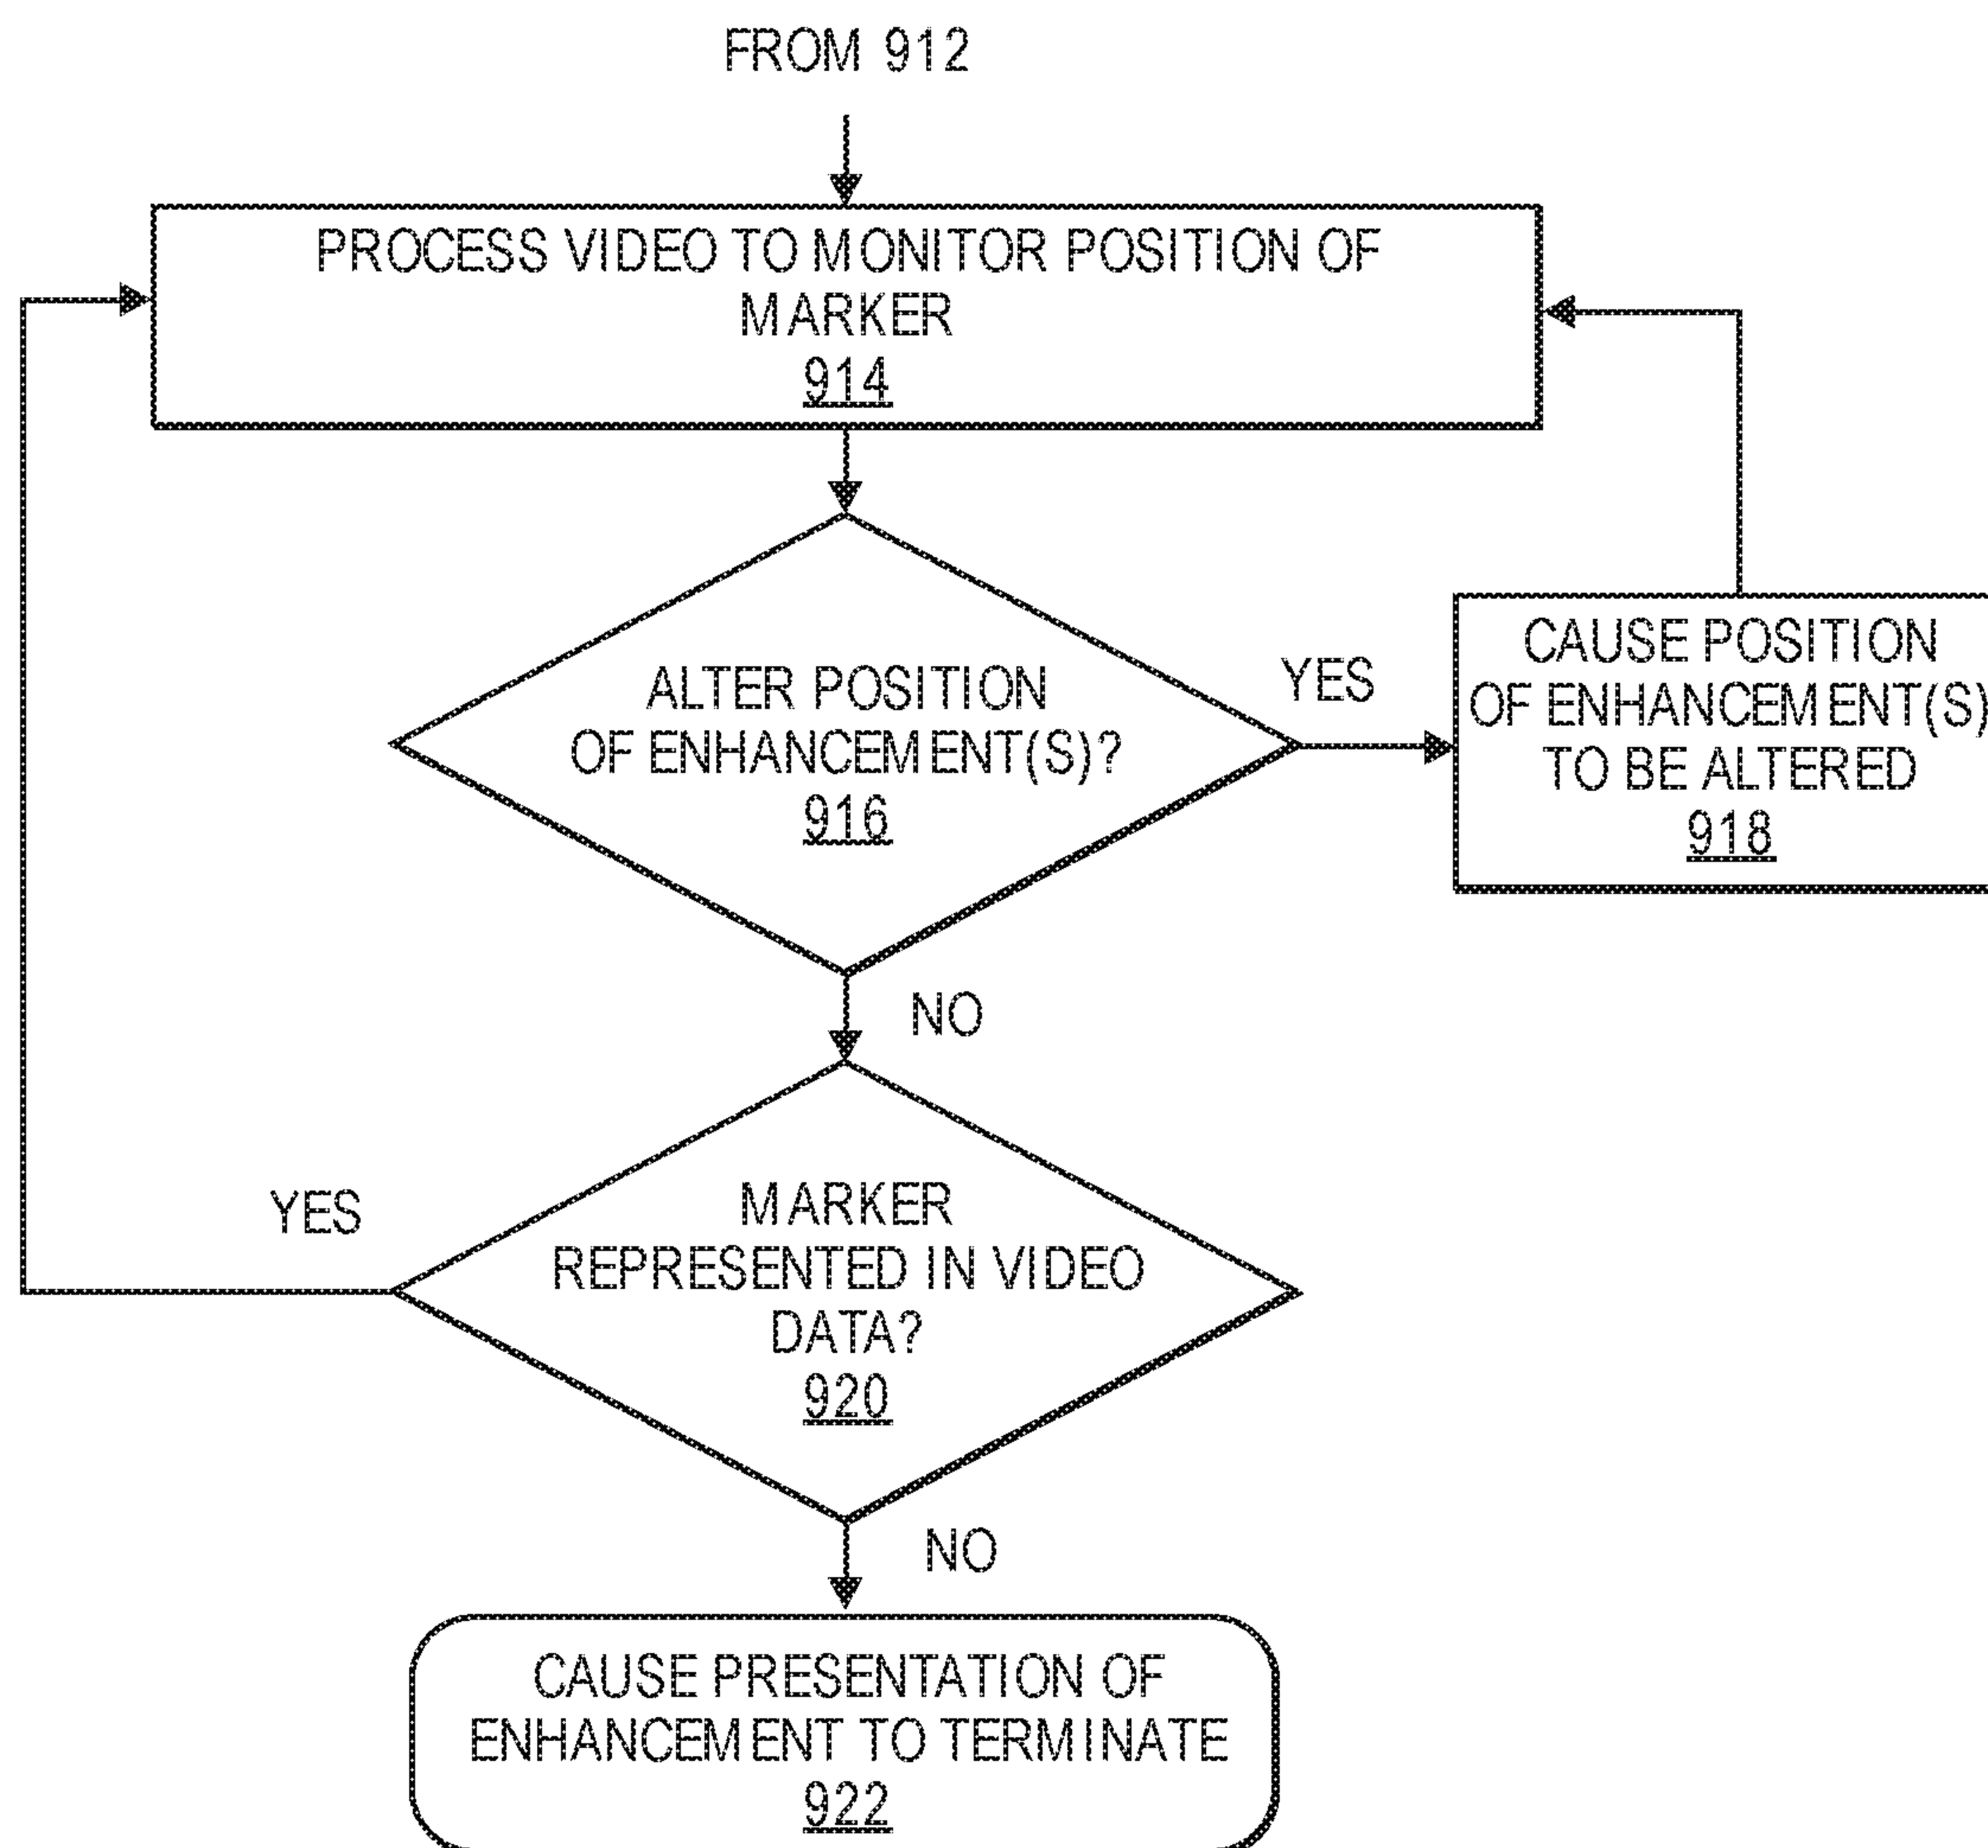 FROM 912
PROCESS VIDEO TO MONITOR POSITION OF
MARKER
914
ALTER POSITION
OF ENHANCEMENT(S)?
916
YES
CAUSE POSITION
OF ENHANCEMENT(S)
TO BE ALTERED
918
NO
MARKER
REPRESENTED IN VIDEO
DATA?
920
YES
NO
CAUSE PRESENTATION OF
ENHANCEMENT TO TERMINATE
922